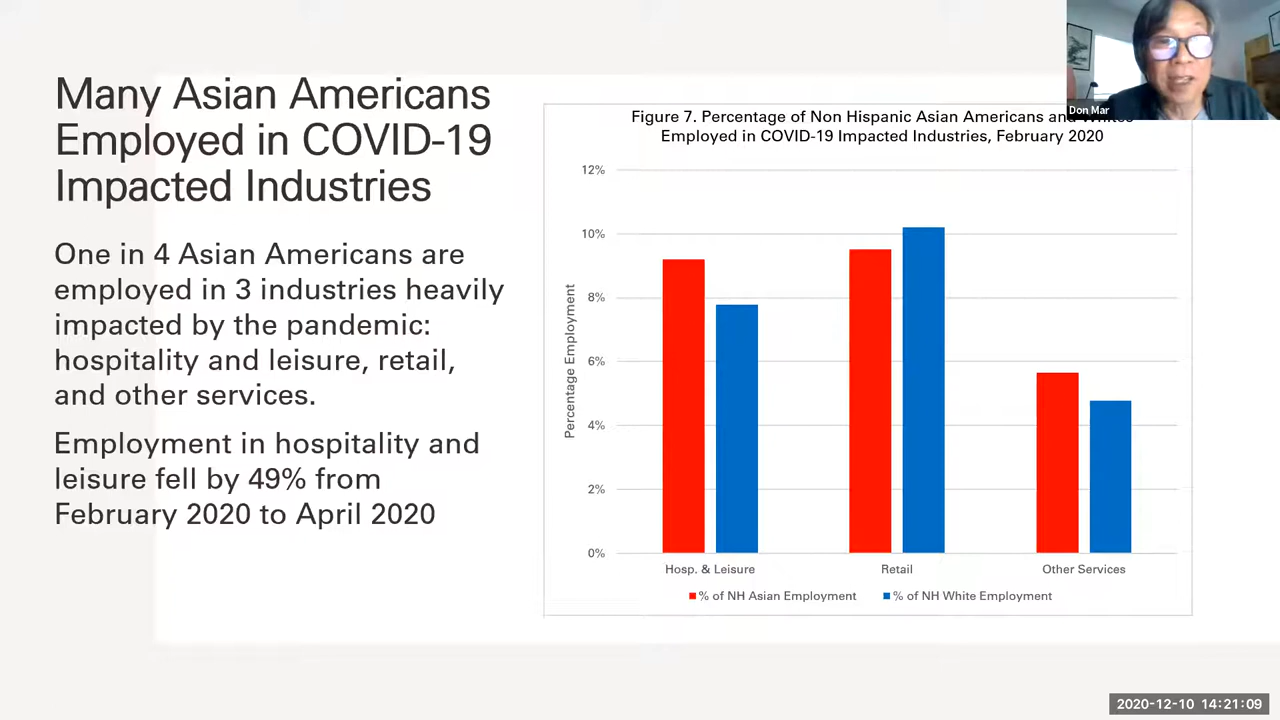 Many Asian Americans
Employed in COVID-19
Impacted Industries
One in 4 Asian Americans are
employed in 3 industries heavily
impacted by the pandemic:
hospitality and leisure, retail,
and other services.
Employment in hospitality and
leisure fell by 49% from
February 2020 to April 2020
Don Mar
Figure 7. Percentage of Non Hispanic Asian Americans and
Employed in COVID-19 Impacted Industries, February 2020
Percentage Employment
12%
10%
8%
6%
4%
2%
0%
Hosp. & Leisure Retail Other Services
% of NH Asian Employment % of NH White Employment
2020-12-10 14:21:09